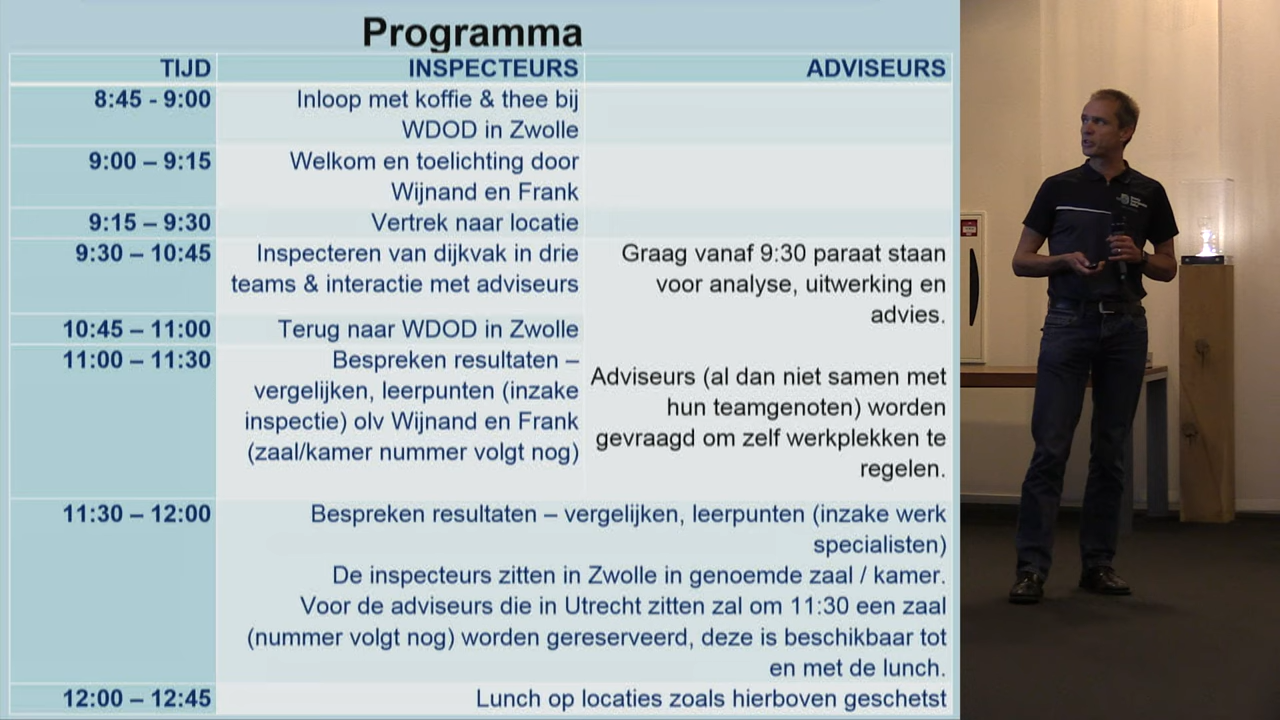 Programma
TIJD INSPECTEURS ADVISEURS
8:45 - 9:00 Inloop met koffie & thee bij
WDOD in Zwolle
9:00 – 9:15 Welkom en toelichting door
Wijnand en Frank
9:15 – 9:30 Vertrek naar locatie
9:30 – 10:45 Inspecteren van dijkvak in drie
teams & interactie met adviseurs
Graag vanaf 9:30 paraat staan
voor analyse, uitwerking en
advies.
10:45 – 11:00 Terug naar WDOD in Zwolle
11:00 – 11:30 Bespreken resultaten –
vergelijken, leerpunten (inzake
inspectie) olv Wijnand en Frank
(zaal/kamer nummer volgt nog)
Adviseurs (al dan niet samen met
hun teamgenoten) worden
gevraagd om zelf werkplekken te
regelen.
11:30 – 12:00 Bespreken resultaten – vergelijken, leerpunten (inzake werk
specialisten)
De inspecteurs zitten in Zwolle in genoemde zaal / kamer.
Voor de adviseurs die in Utrecht zitten zal om 11:30 een zaal
(nummer volgt nog) worden gereserveerd, deze is beschikbaar tot
en met de lunch.
12:00 – 12:45 Lunch op locaties zoals hierboven geschetst